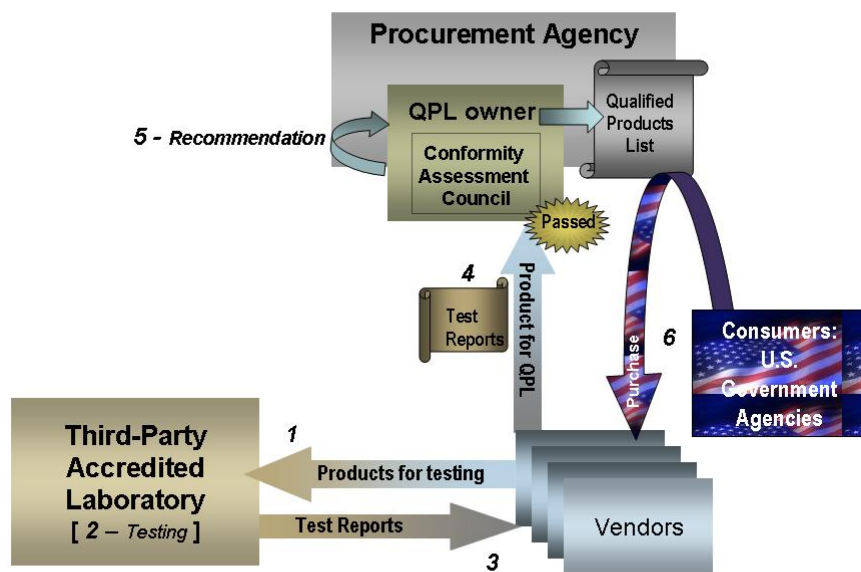 Procurement Agency
QPL owner
Conformity
Assessment
Council
Qualified
Products
List
5 - Recommendation
Passed
4
Test
Reports
Product for QPL
Purchase
6
Consumers:
U.S.
Government
Agencies
Third-Party
Accredited
Laboratory
[ 2 – Testing ]
1
Products for testing
Test Reports
3
Vendors